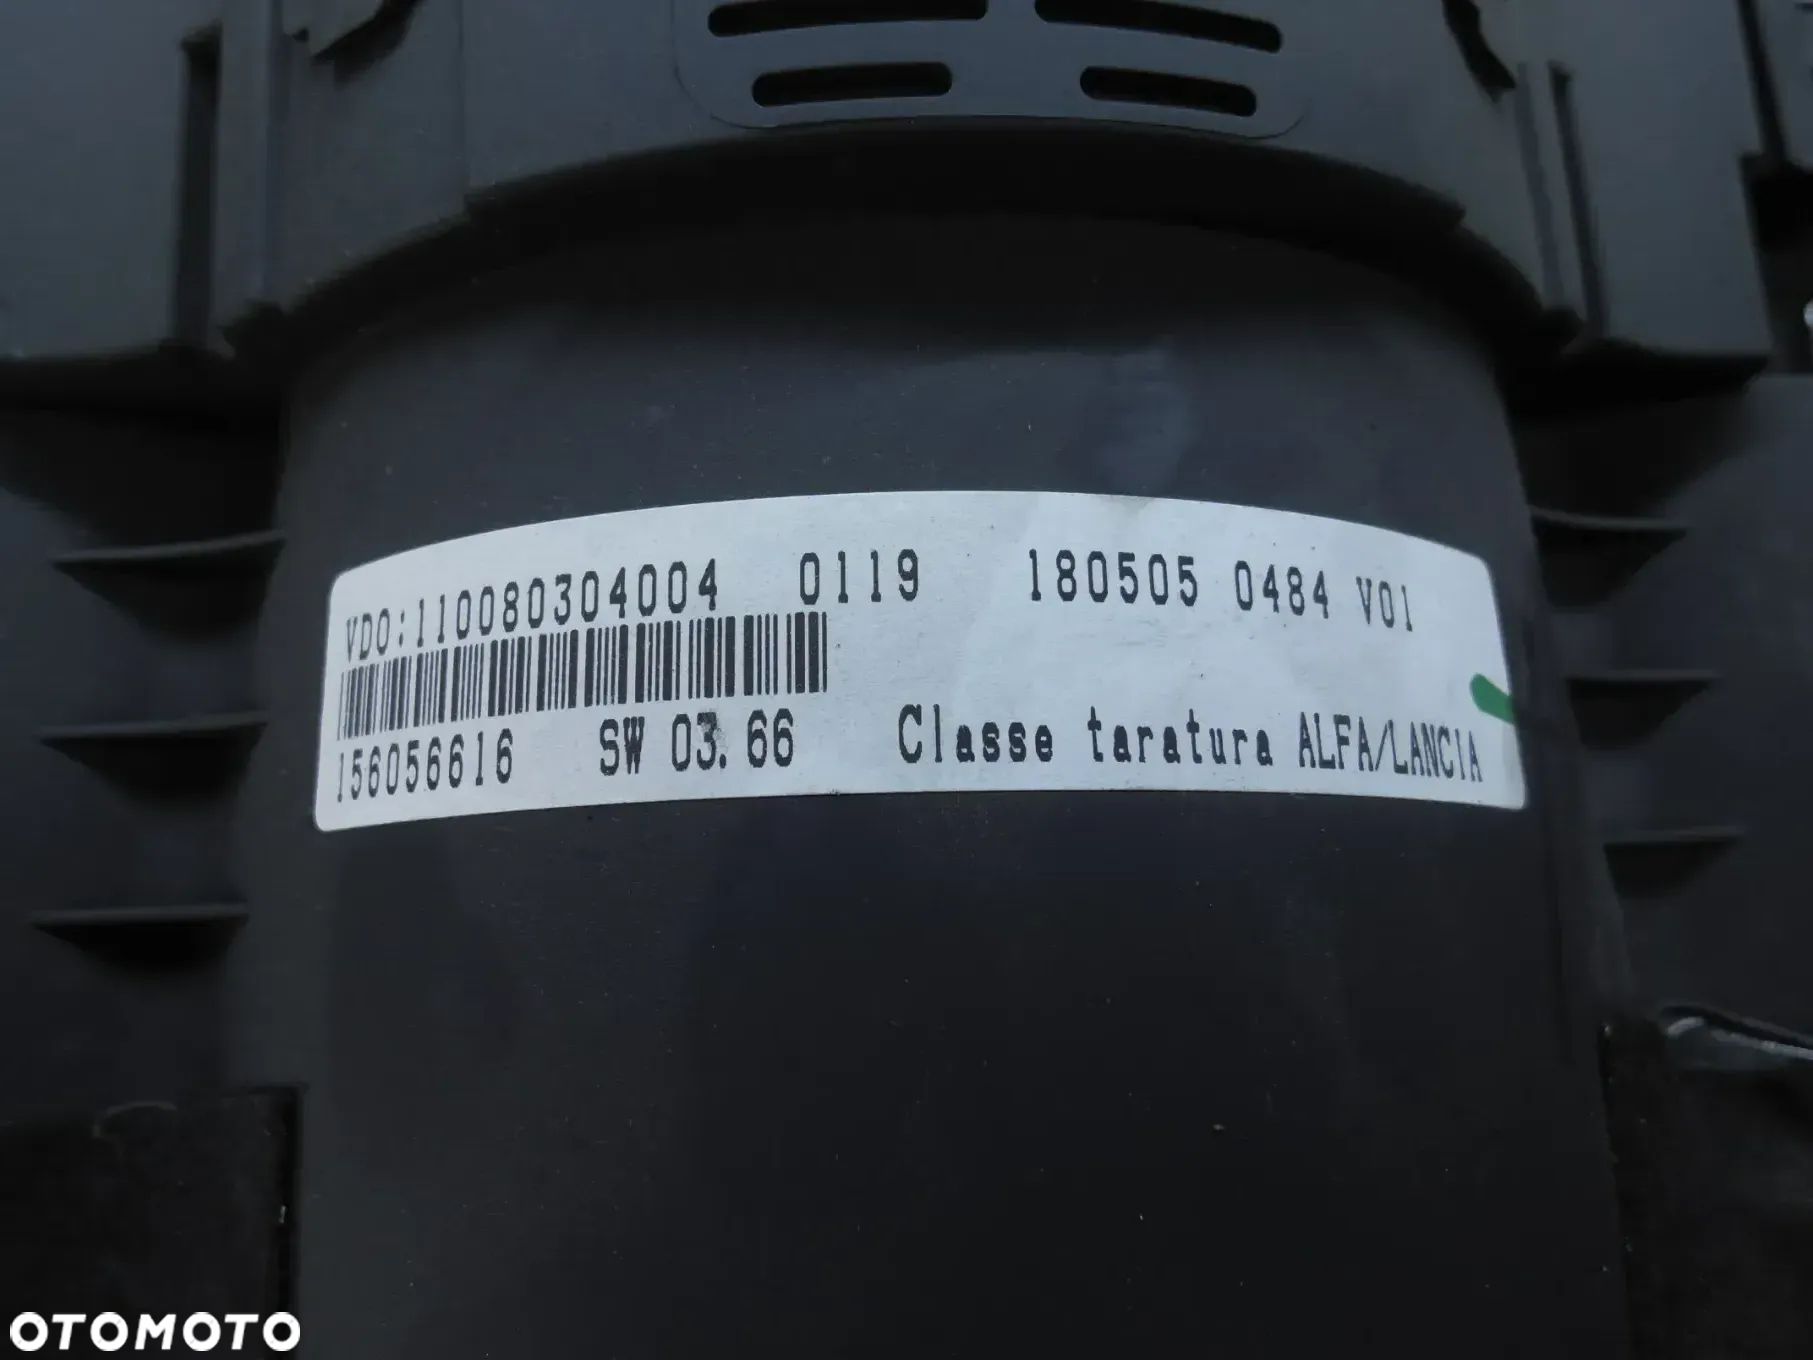 VDO:110080304004 0119 180505 0484 V01
156056616 SW 03.66 Classe taratura ALFA/LANCIA
OTOMOTO